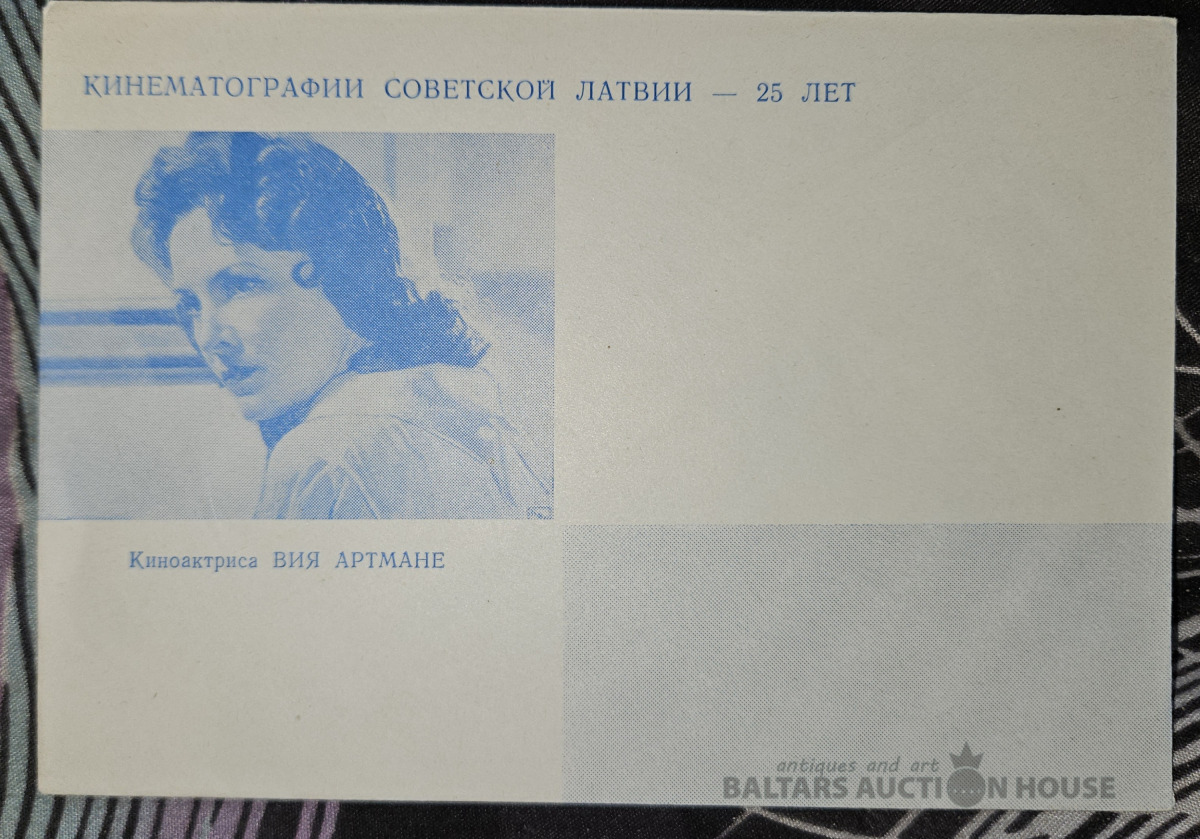 КИНЕМАТОГРАФИИ СОВЕТСКОЙ ЛАТВИИ — 25 ЛЕТ
Киноактриса ВИЯ АРТМАНЕ
antiques and art
BALTARS AUCTION HOUSE